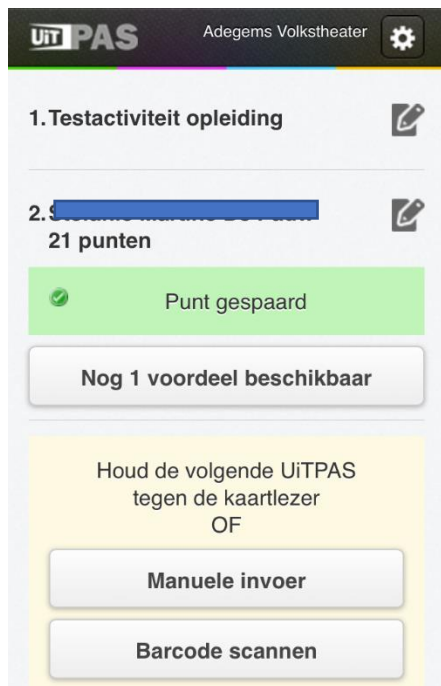 UiTPAS
Adegems Volkstheater
1. Testactiviteit opleiding
2.
21 punten
Punt gespaard
Nog 1 voordeel beschikbaar
Houd de volgende UiTPAS
tegen de kaartlezer
OF
Manuele invoer
Barcode scannen